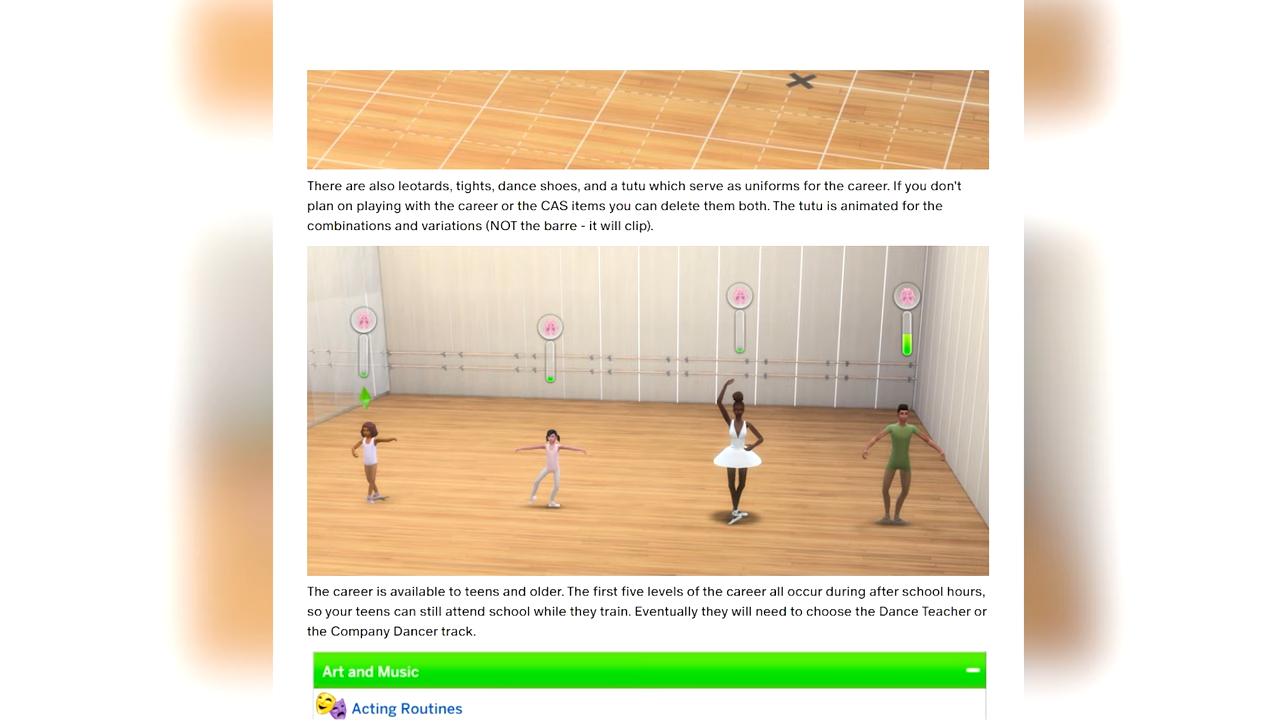 There are also leotards, tights, dance shoes, and a tutu which serve as uniforms for the career. If you don't
plan on playing with the career or the CAS items you can delete them both. The tutu is animated for the
combinations and variations (NOT the barre - it will clip).
The career is available to teens and older. The first five levels of the career all occur during after school hours,
so your teens can still attend school while they train. Eventually they will need to choose the Dance Teacher or
the Company Dancer track.
Art and Music
Acting Routines